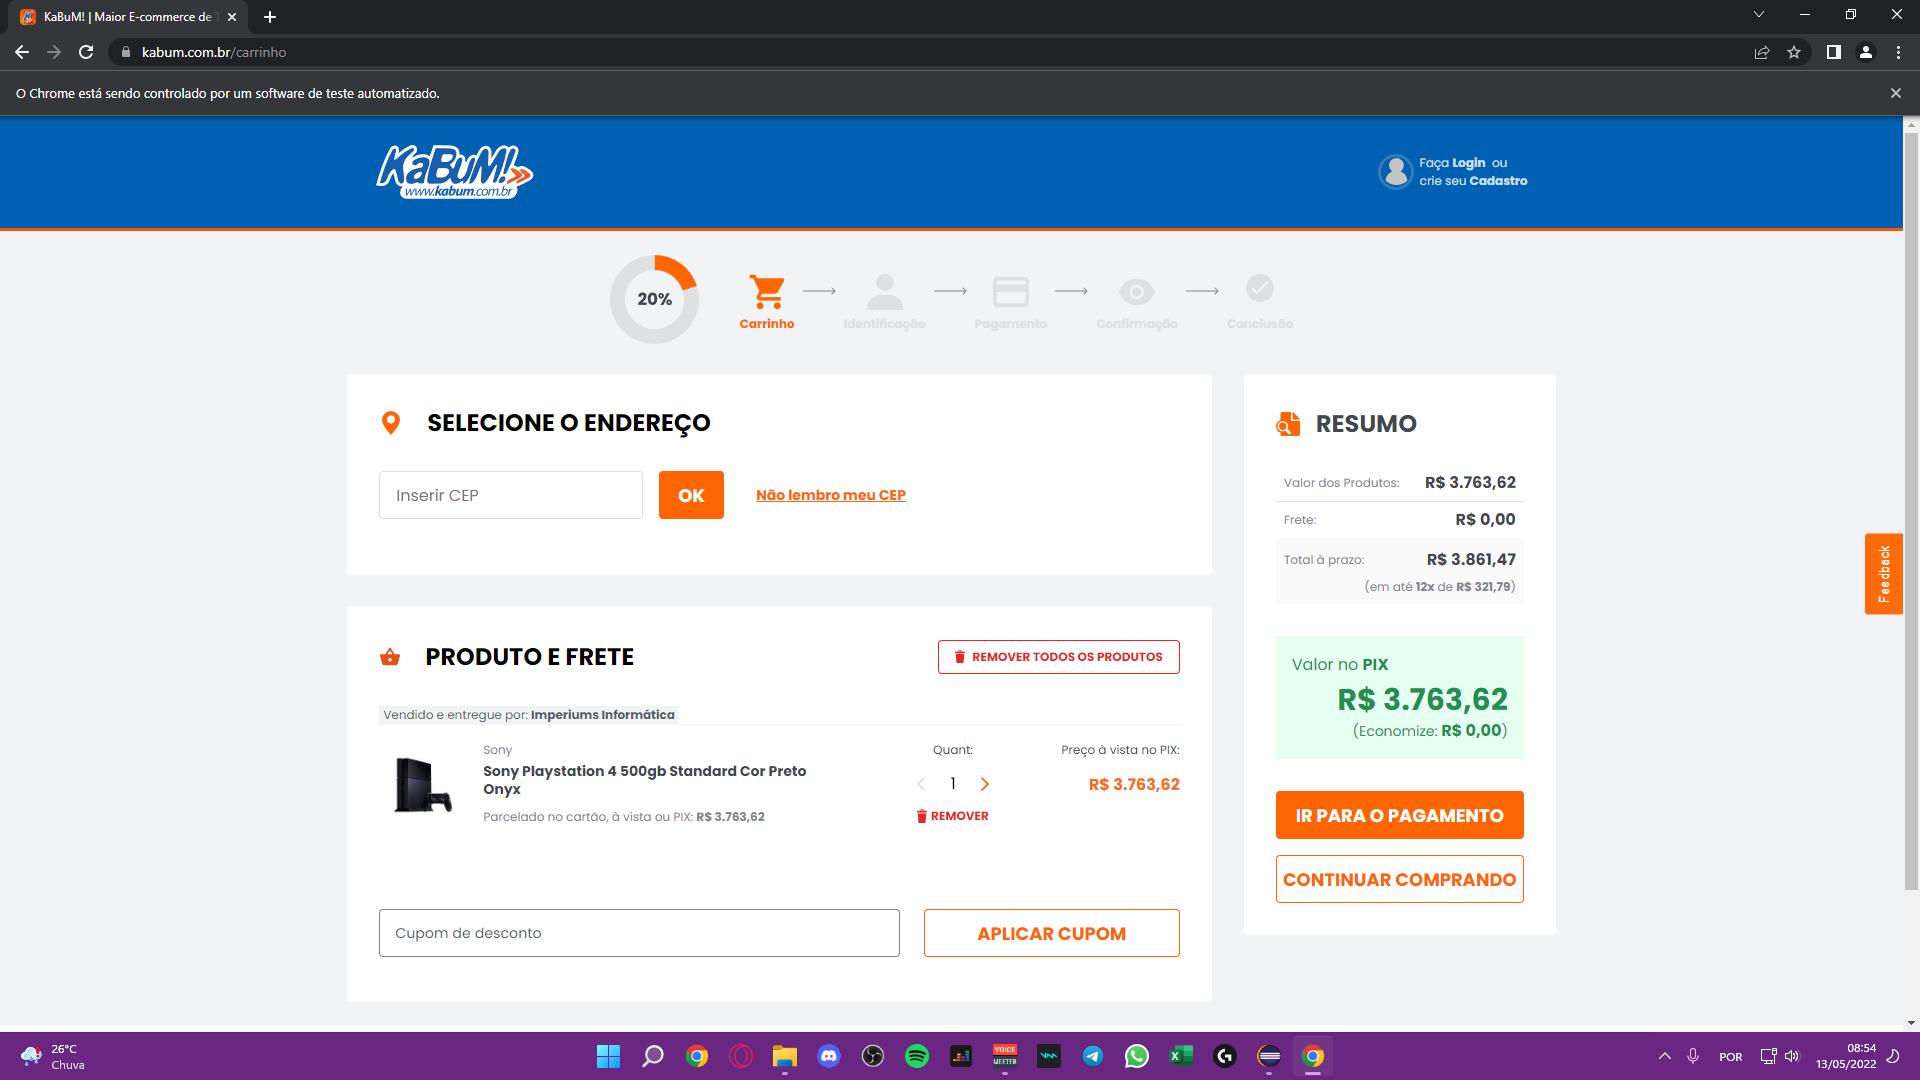 KaBuM! | Maior E-commerce de T
kabum.com.br/carrinho
O Chrome está sendo controlado por um software de teste automatizado.
KaBuM!
www.kabum.com.br
Faça Login ou
crie seu Cadastro
20%
Carrinho
Identificação
Pagamento
Confirmação
Conclusão
SELECIONE O ENDEREÇO
Inserir CEP
OK
Não lembro meu CEP
RESUMO
Valor dos Produtos: R$ 3.763,62
Frete: R$ 0,00
Total à prazo: R$ 3.861,47
(em até 12x de R$ 321,79)
Valor no PIX
R$ 3.763,62
(Economize: R$ 0,00)
IR PARA O PAGAMENTO
CONTINUAR COMPRANDO
Feedback
PRODUTO E FRETE
REMOVER TODOS OS PRODUTOS
Vendido e entregue por: Imperiums Informática
Sony
Sony Playstation 4 500gb Standard Cor Preto
Onyx
Parcelado no cartão, à vista ou PIX: R$ 3.763,62
Quant:
1
REMOVER
Preço à vista no PIX:
R$ 3.763,62
Cupom de desconto
APLICAR CUPOM
26°C
Chuva
VOICE
MEETER
POR
08:54
13/05/2022